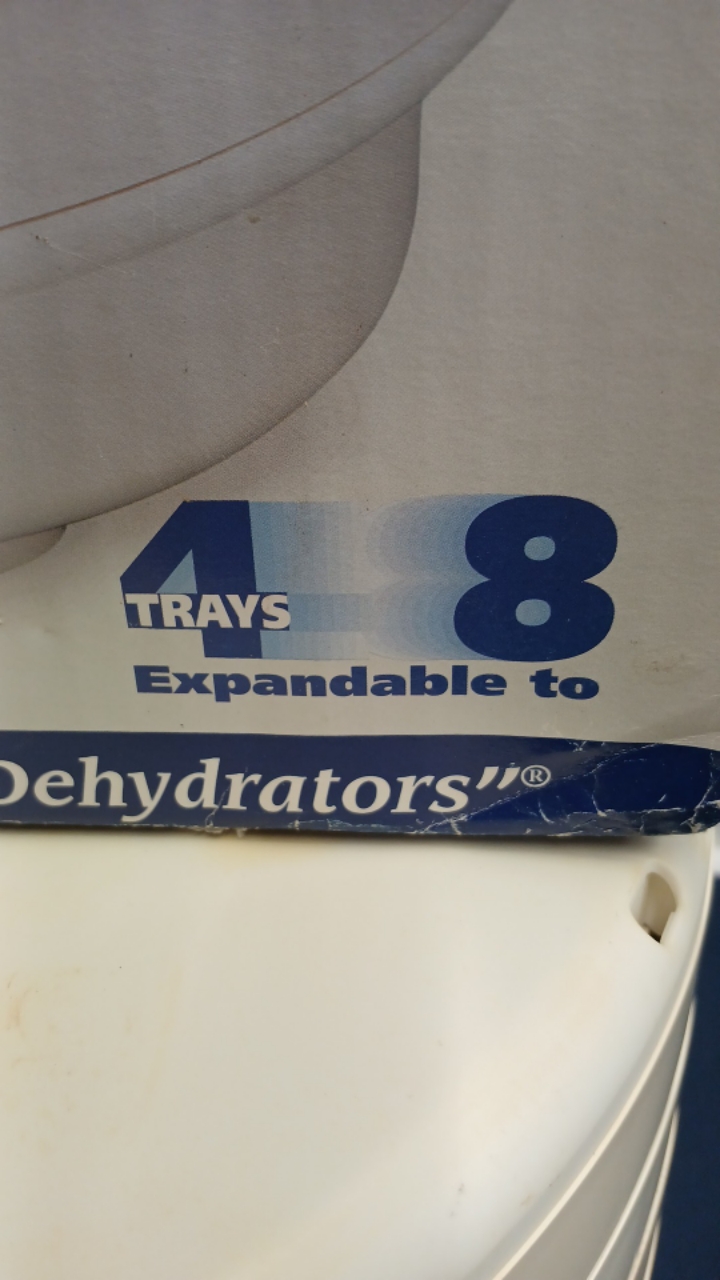 4 8
TRAYS
Expandable to
Dehydrators"®